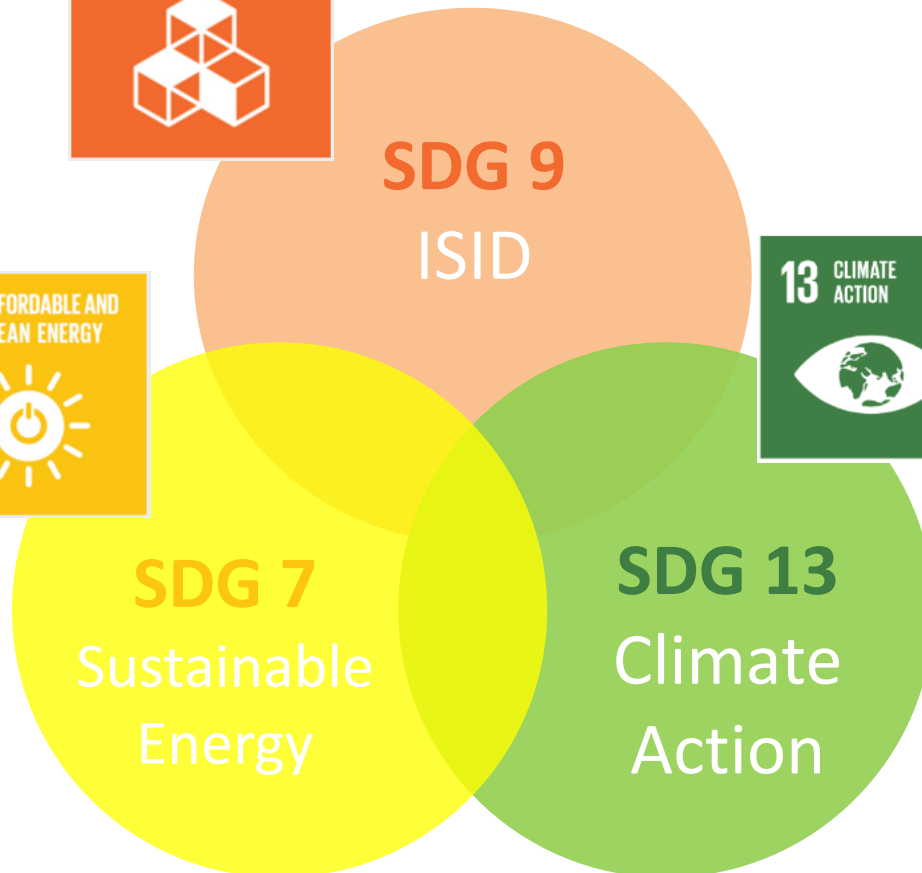 SDG 9
ISID
13 CLIMATE
ACTION
FORDABLE AND
EAN ENERGY
SDG 7
Sustainable
Energy
SDG 13
Climate
Action